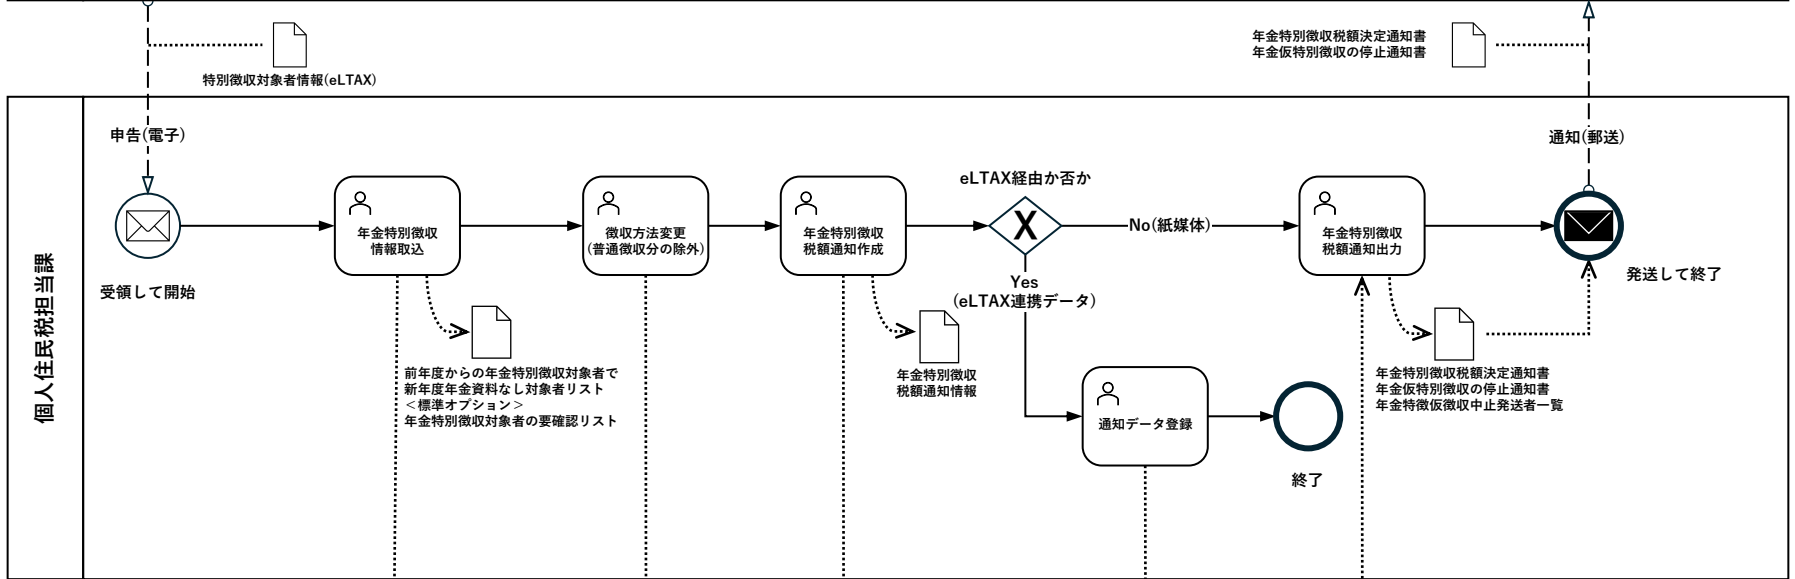 特別徴収対象者情報(eLTAX)
年金特別徴収税額決定通知書
年金仮特別徴収の停止通知書
個人住民税担当課
申告(電子)
受領して開始
年金特別徴収
情報取込
前年度からの年金特別徴収対象者で
新年度年金資料なし対象者リスト
＜標準オプション＞
年金特別徴収対象者の要確認リスト
徴収方法変更
(普通徴収分の除外)
年金特別徴収
税額通知作成
年金特別徴収
税額通知情報
eLTAX経由か否か
X
No(紙媒体)
Yes
(eLTAX連携データ)
通知データ登録
終了
年金特別徴収
税額通知出力
年金特別徴収税額決定通知書
年金仮特別徴収の停止通知書
年金特徴仮徴収中止発送者一覧
通知(郵送)
発送して終了